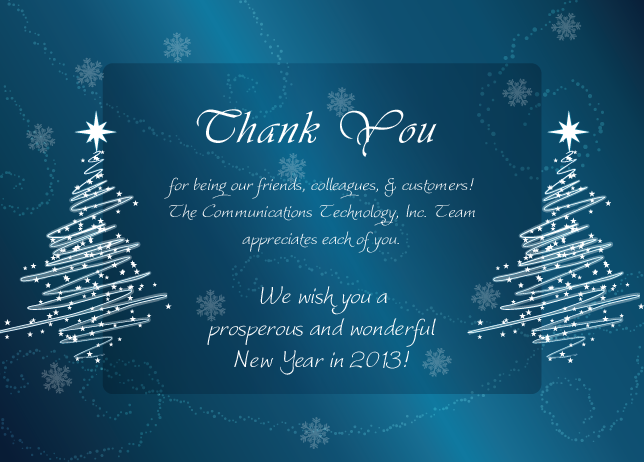 Thank You
for being our friends, colleagues, & customers!
The Communications Technology, Inc. Team
appreciates each of you.
We wish you a
prosperous and wonderful
New Year in 2013!